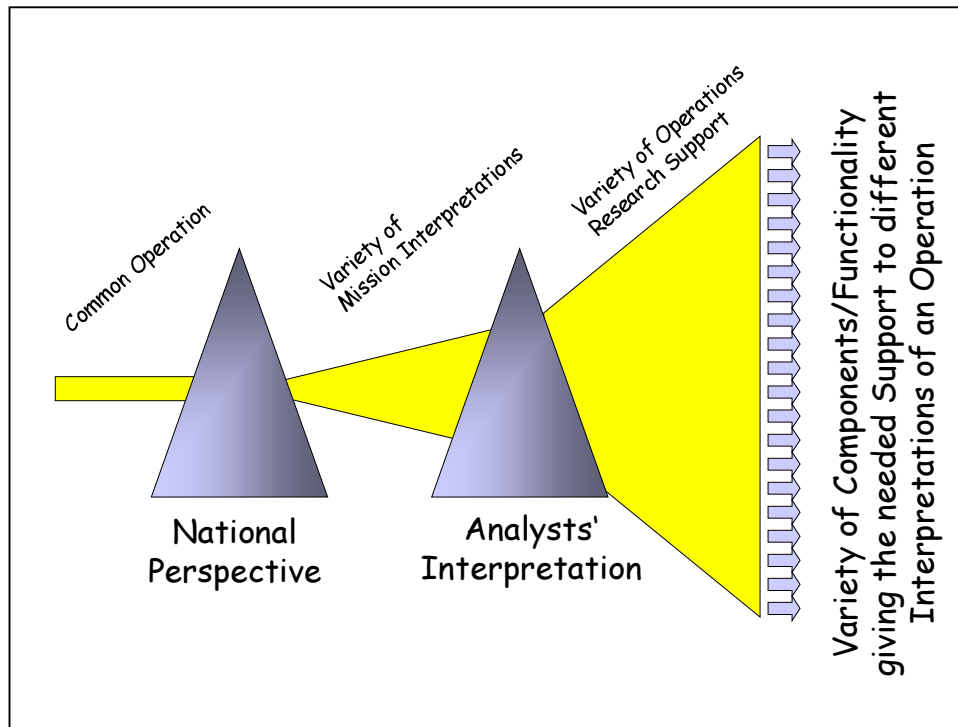 Common Operation
Variety of
Mission Interpretations
Variety of Operations
Research Support
National
Perspective
Analysts'
Interpretation
Variety of Components/Functionality
giving the needed Support to different
Interpretations of an Operation